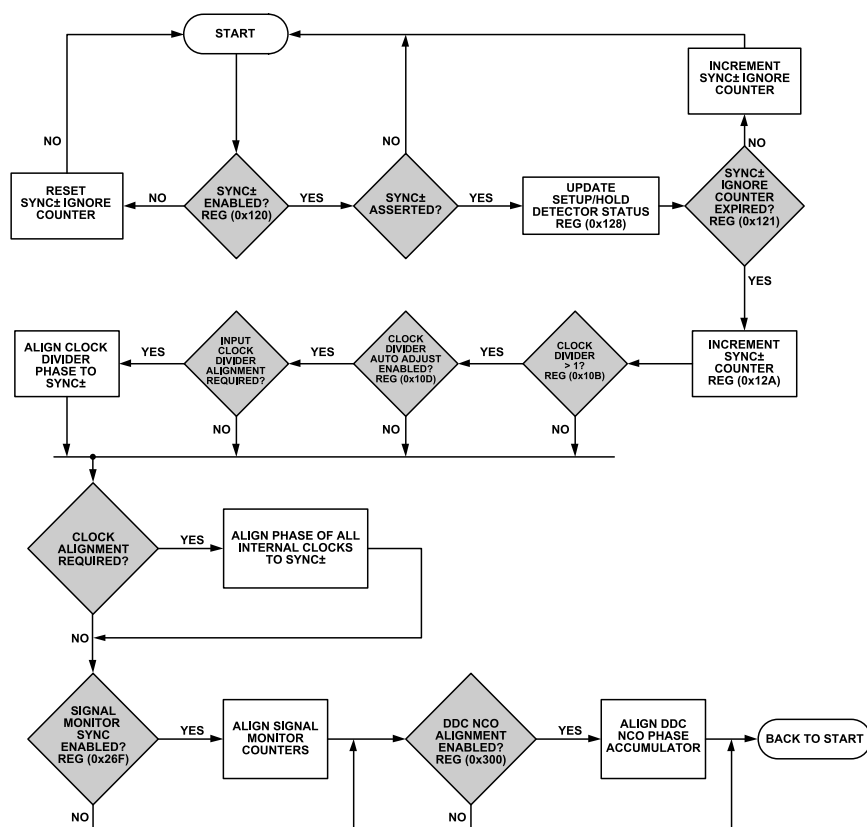 START
INCREMENT
SYNC± IGNORE
COUNTER
NO
NO
RESET
SYNC± IGNORE
COUNTER
NO
SYNC±
ENABLED?
REG (0x120)
YES
SYNC±
ASSERTED?
YES
UPDATE
SETUP/HOLD
DETECTOR STATUS
REG (0x128)
NO
SYNC±
IGNORE
COUNTER
EXPIRED?
REG (0x121)
YES
ALIGN CLOCK
DIVIDER
PHASE TO
SYNC±
YES
INPUT
CLOCK
DIVIDER
ALIGNMENT
REQUIRED?
YES
CLOCK
DIVIDER
AUTO ADJUST
ENABLED?
REG (0x10D)
YES
CLOCK
DIVIDER
> 1?
REG (0x10B)
INCREMENT
SYNC±
COUNTER
REG (0x12A)
NO
NO
NO
CLOCK
ALIGNMENT
REQUIRED?
YES
ALIGN PHASE OF ALL
INTERNAL CLOCKS
TO SYNC±
NO
SIGNAL
MONITOR
SYNC
ENABLED?
REG (0x26F)
YES
ALIGN SIGNAL
MONITOR
COUNTERS
DDC NCO
ALIGNMENT
ENABLED?
REG (0x300)
YES
ALIGN DDC
NCO PHASE
ACCUMULATOR
BACK TO START
NO
NO